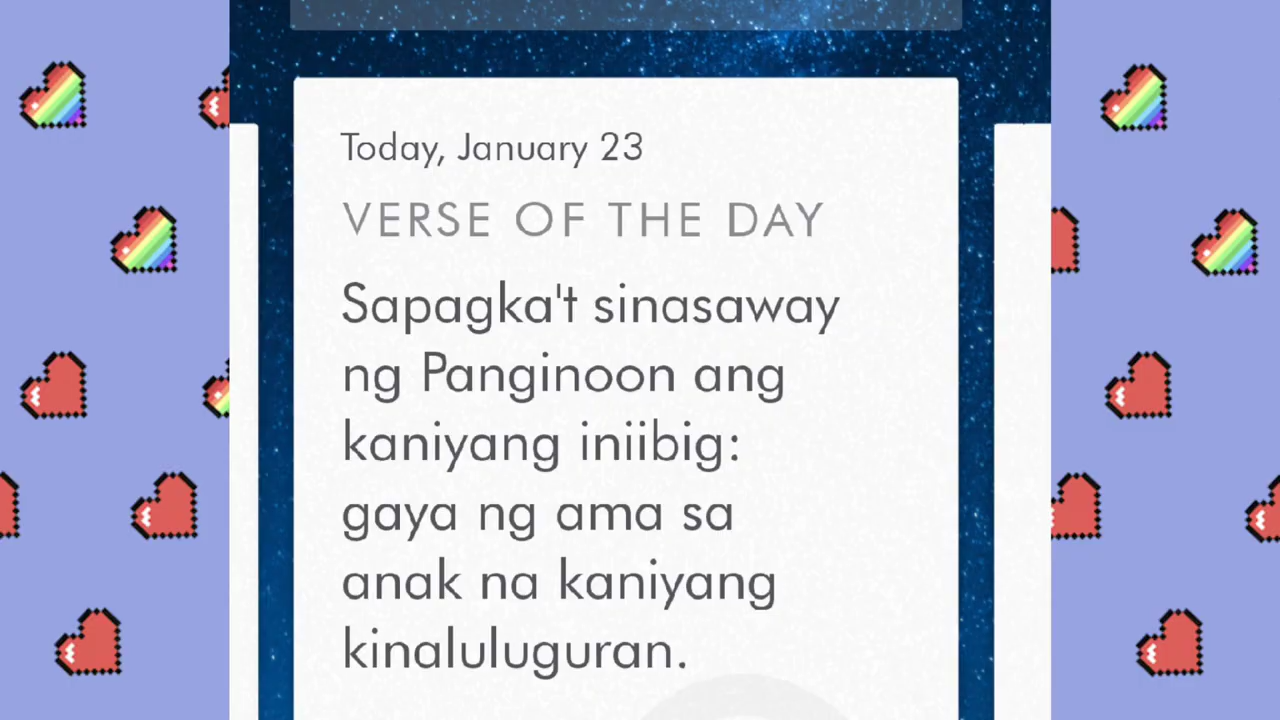 Today, January 23
VERSE OF THE DAY
Sapagka't sinasaway
ng Panginoon ang
kaniyang iniibig:
gaya ng ama sa
anak na kaniyang
kinaluluguran.